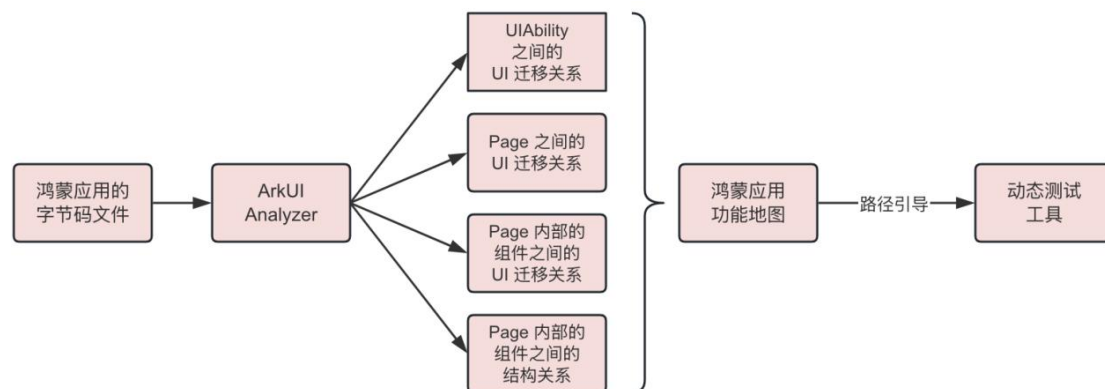 鸿蒙应用的
字节码文件
ArkUI
Analyzer
UIAbility
之间的
UI 迁移关系
Page 之间的
UI 迁移关系
Page 内部的
组件之间的
UI 迁移关系
Page 内部的
组件之间的
结构关系
鸿蒙应用
功能地图
路径引导
动态测试
工具